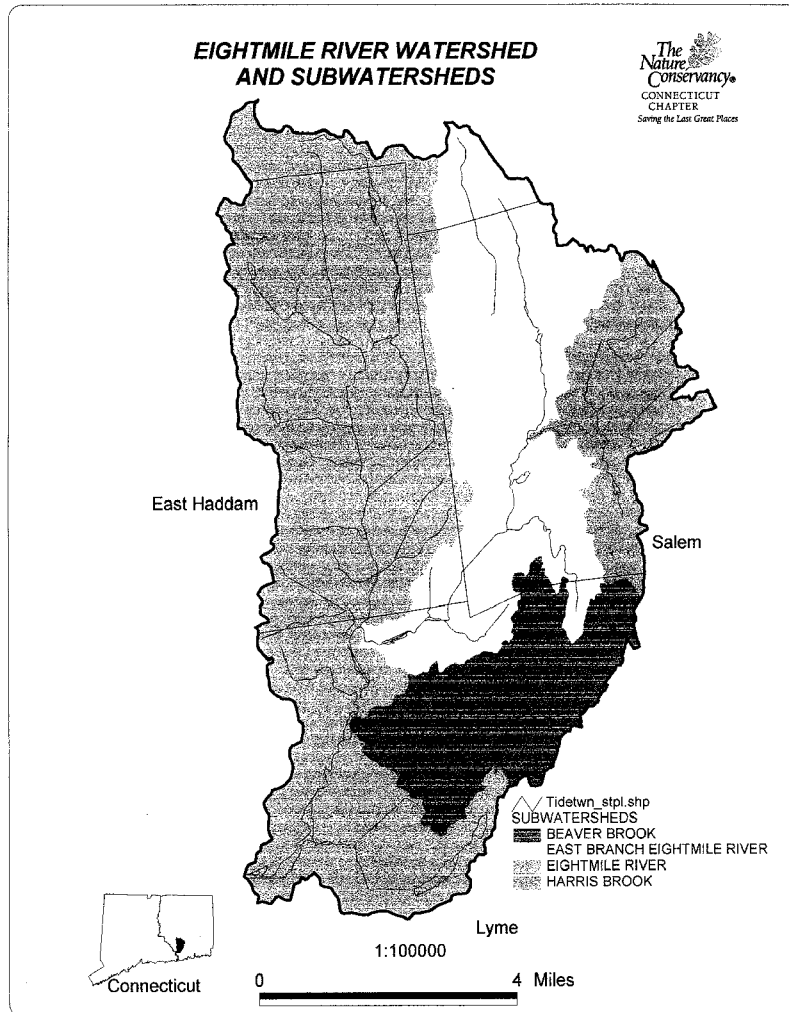 EIGHTMILE RIVER WATERSHED
AND SUBWATERSHEDS
The
Nature
Conservancy®
CONNECTICUT
CHAPTER
Saving the Last Great Places
East Haddam
Salem
Tidetwn_stpl.shp
SUBWATERSHEDS
BEAVER BROOK
EAST BRANCH EIGHTMILE RIVER
EIGHTMILE RIVER
HARRIS BROOK
Lyme
1:100000
Connecticut
0 4 Miles